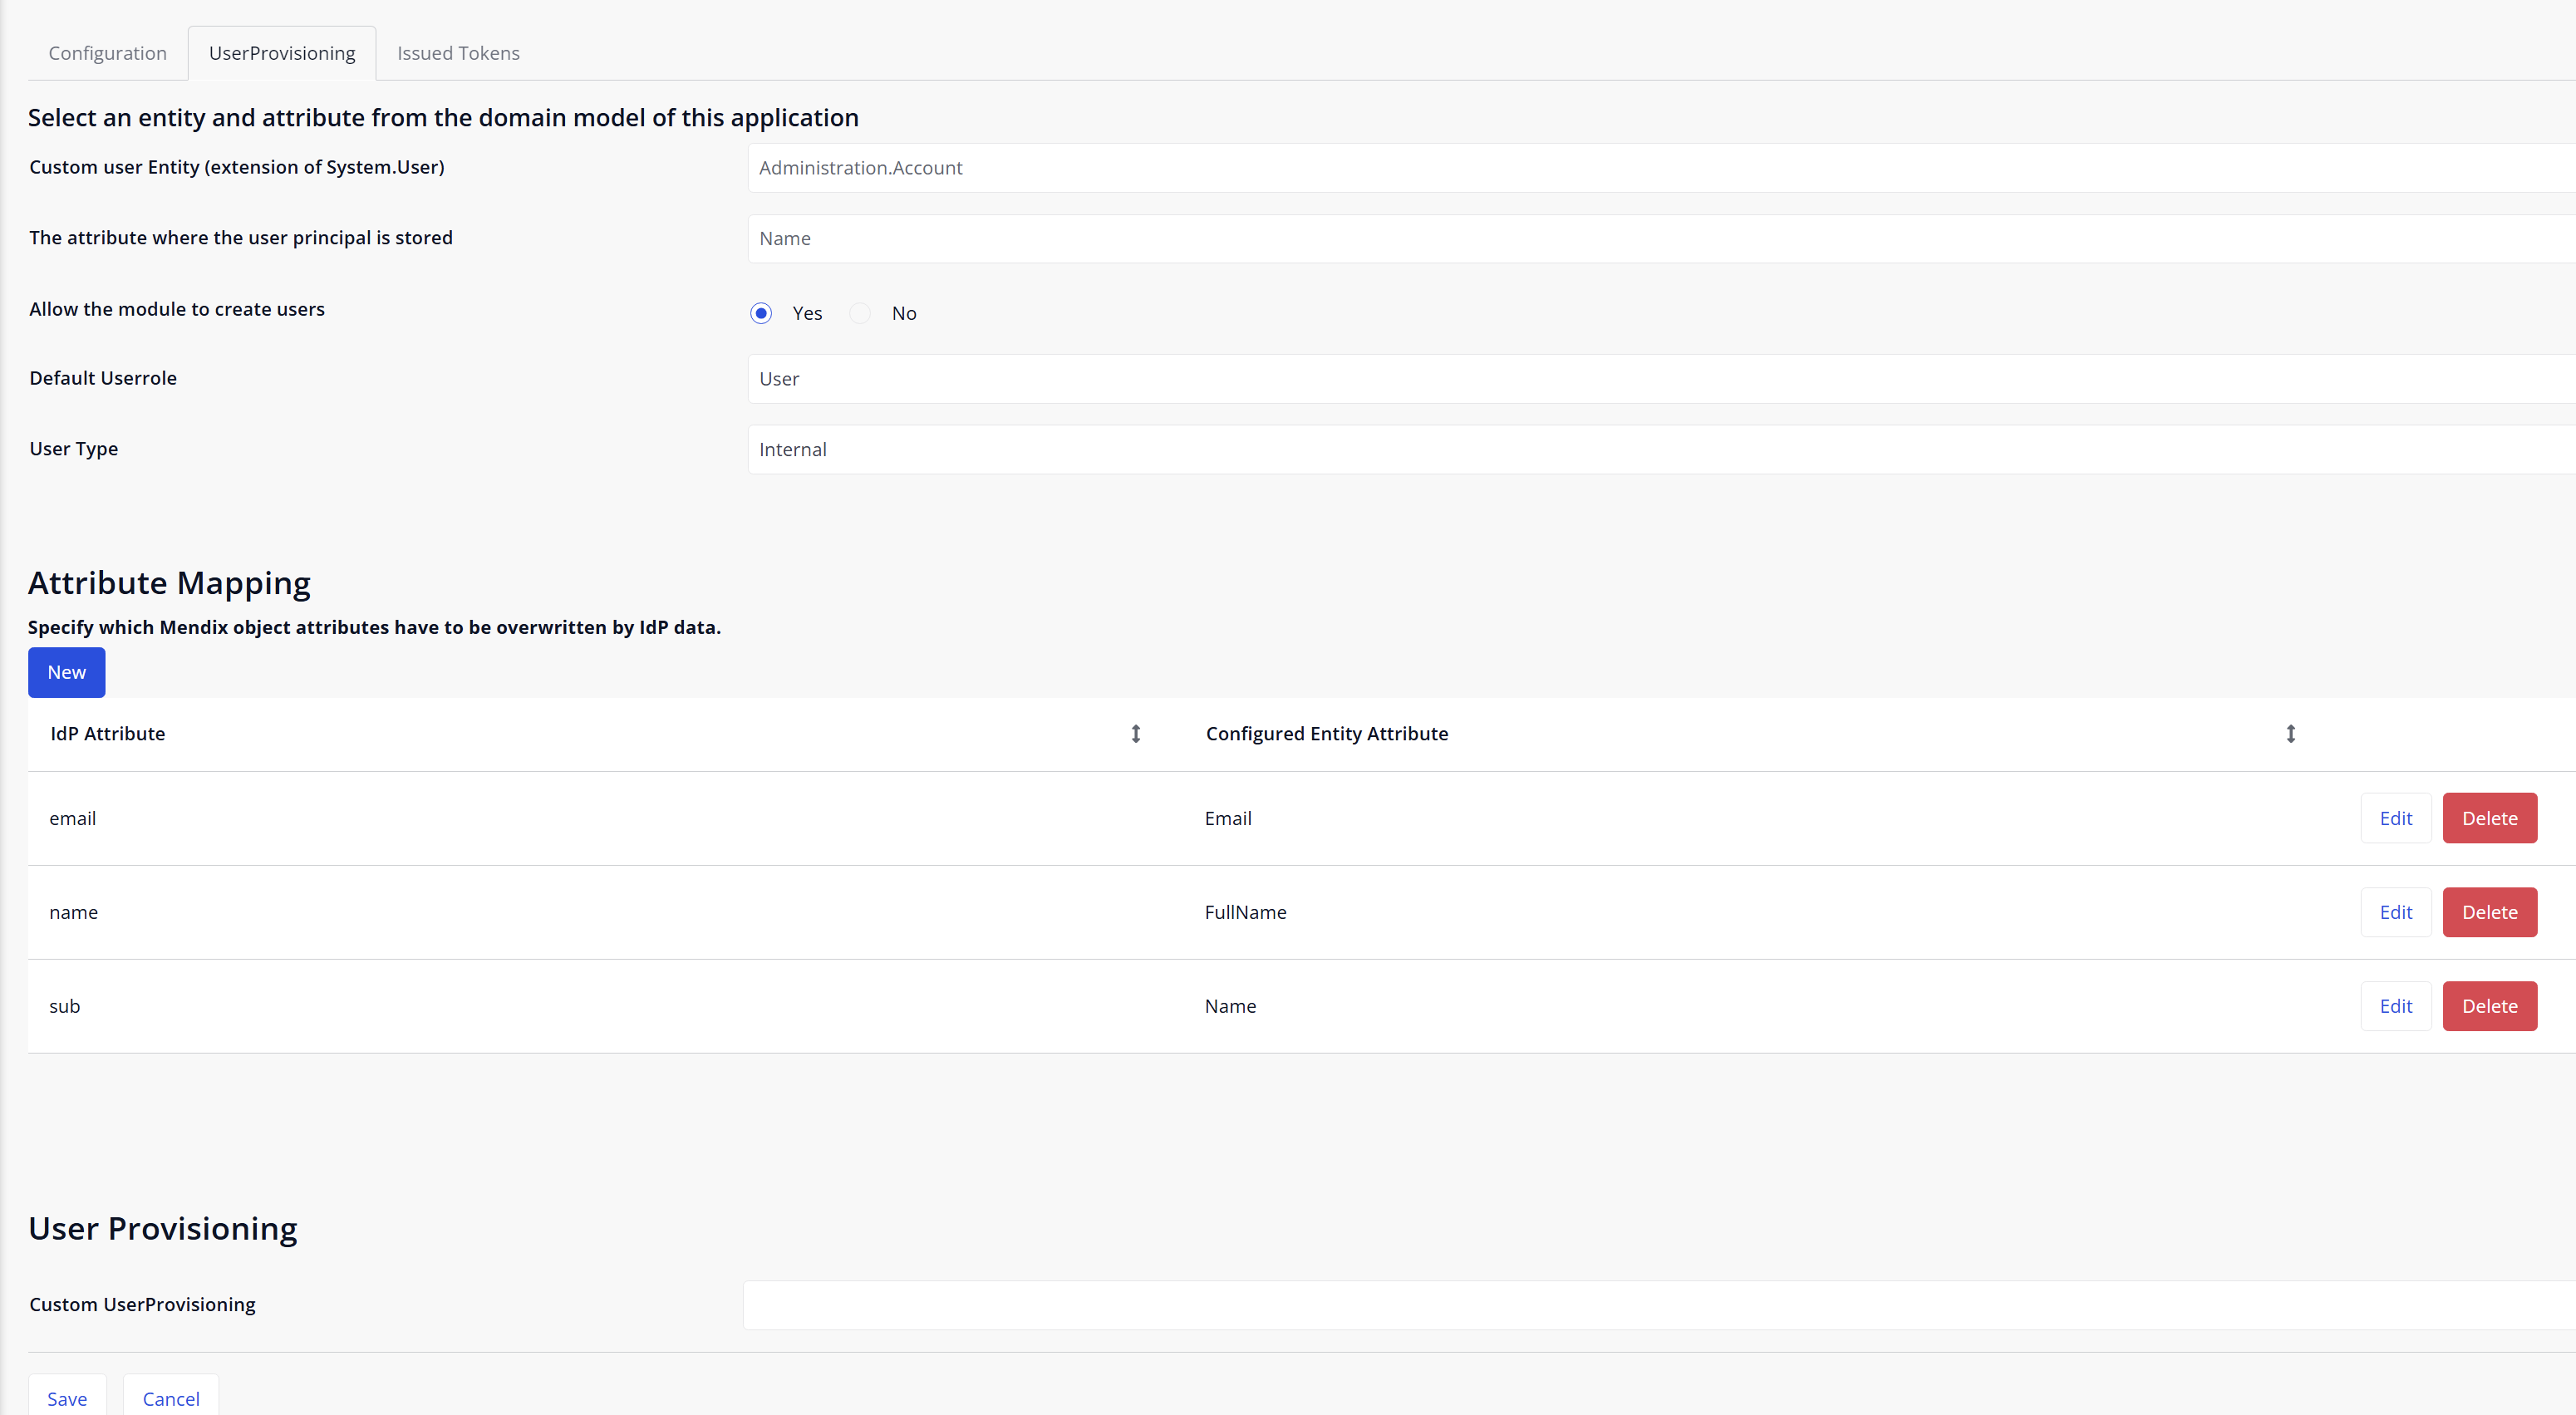 Configuration UserProvisioning Issued Tokens
Select an entity and attribute from the domain model of this application
Custom user Entity (extension of System.User) Administration.Account
The attribute where the user principal is stored Name
Allow the module to create users Yes No
Default Userrole User
User Type Internal
Attribute Mapping
Specify which Mendix object attributes have to be overwritten by IdP data.
New
IdP Attribute Configured Entity Attribute
email Email Edit Delete
name FullName Edit Delete
sub Name Edit Delete
User Provisioning
Custom UserProvisioning
Save Cancel